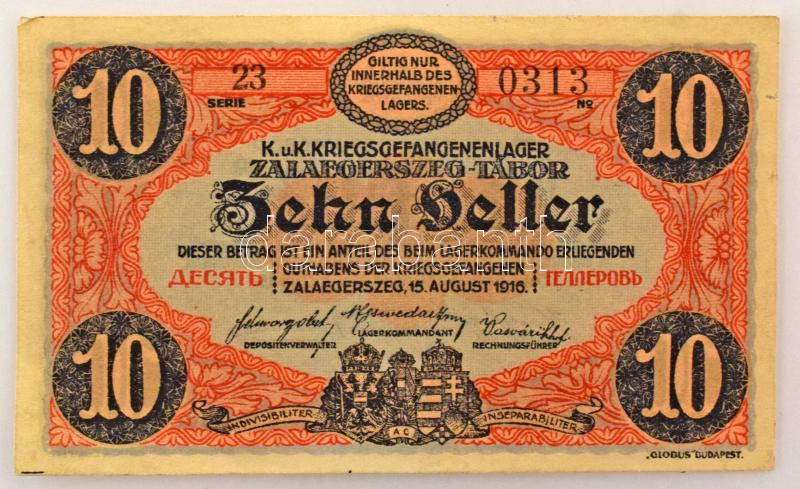 10 23 GILTIG NUR 0313 10
SERIE INNERHALB DES № 
KRIEGSGEFANGENEN
LAGERS.
K. u. K. KRIEGSGEFANGENENLAGER
ZALAEGERSZEG-TÁBOR
Zehn Heller
DIESER BETRAG IST EIN ANTEIL DES BEIM LAGERKOMMANDO ERLIEGENDEN
ДЕСЯТЬ GUTHABENS DER KRIEGSGEFANGENEN ГЕЛЛЕРОВЪ
ZALAEGERSZEG, 15. AUGUST 1916.
DEPOSITENVERWALTER LAGERKOMMANDANT RECHNUNGSFÜHRER
10 10
INDIVISIBILITER AC INSEPARABILITER
„GLOBUS" BUDAPEST.
darabanth